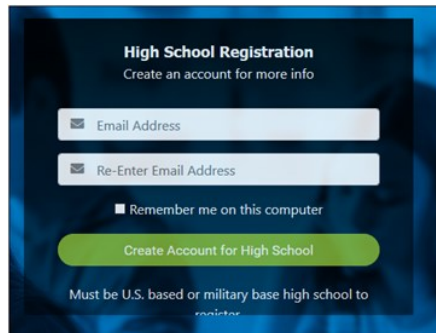 High School Registration
Create an account for more info
Email Address
Re-Enter Email Address
Remember me on this computer
Create Account for High School
Must be U.S. based or military base high school to
register